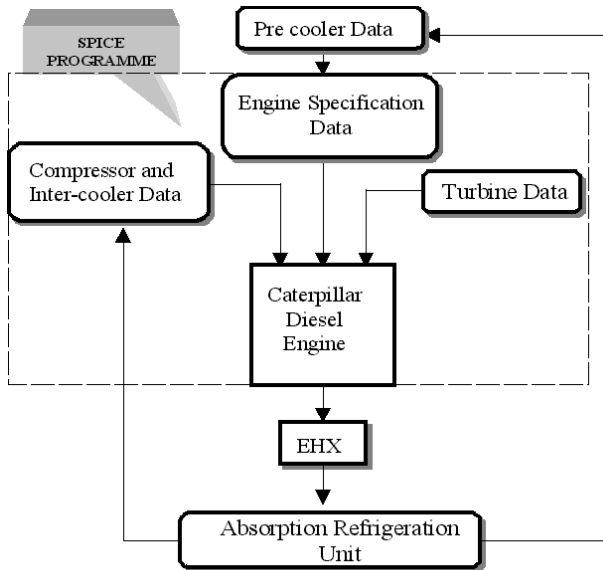 SPICE
PROGRAMME
Pre cooler Data
Engine Specification
Data
Compressor and
Inter-cooler Data
Turbine Data
Caterpillar
Diesel
Engine
EHX
Absorption Refrigeration
Unit